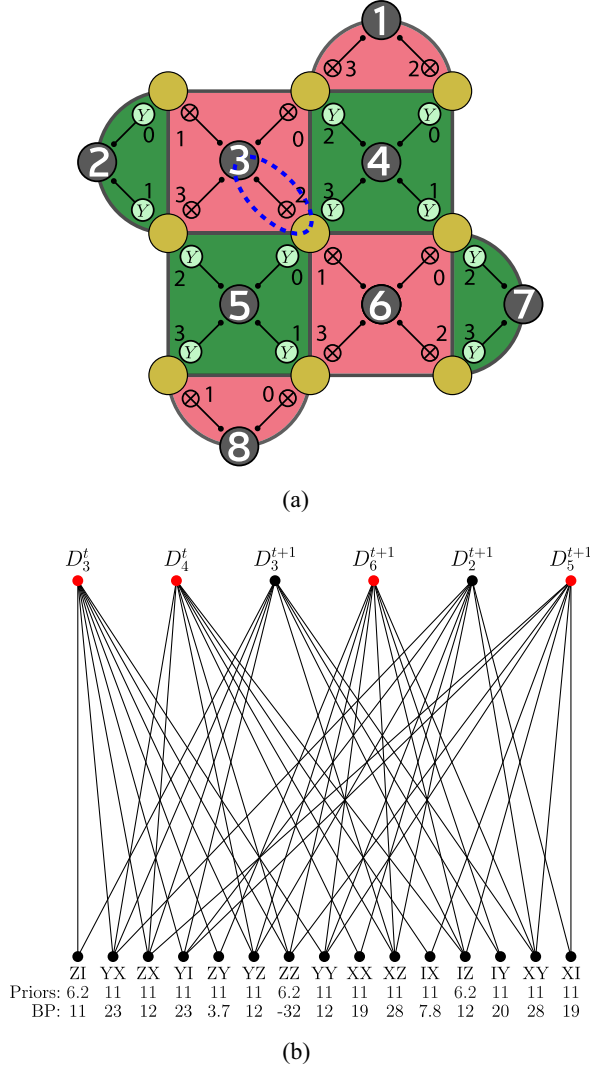 1
3 2
Y 1 0 2 Y Y 0
0
2 3 4
1 3 2 3 1
Y Y Y
Y Y 1 0 Y
2 0 2
5 6 7
3 1 3 2 3
Y Y Y
1 0
8
(a)
D_3^t D_4^t D_3^{t+1} D_6^{t+1} D_2^{t+1} D_5^{t+1}
ZI YX ZX YI ZY YZ ZZ YY XX XZ IX IZ IY XY XI
Priors: 6.2 11 11 11 11 11 6.2 11 11 11 11 6.2 11 11 11
BP: 11 23 12 23 3.7 12 -32 12 19 28 7.8 12 20 28 19
(b)